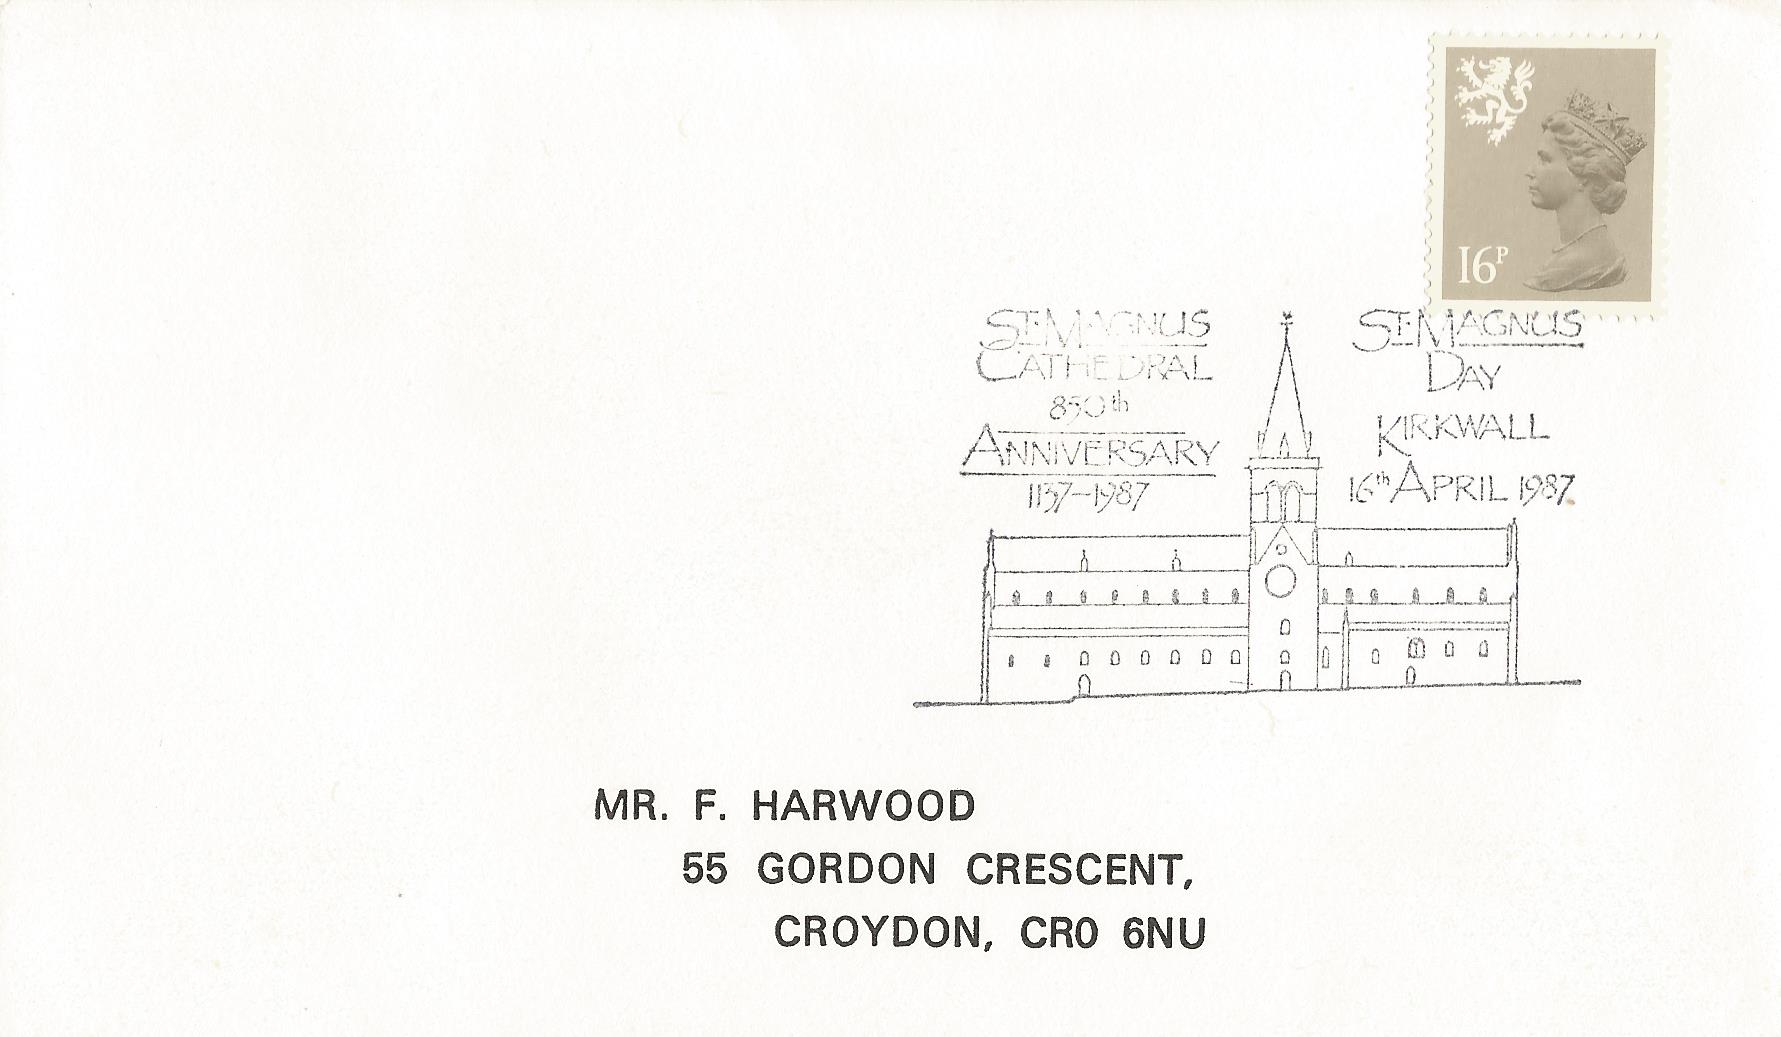 16P
ST. MAGNUS
CATHEDRAL
850th
ANNIVERSARY
1137-1987
ST. MAGNUS
DAY
KIRKWALL
16th APRIL 1987
MR. F. HARWOOD
55 GORDON CRESCENT,
CROYDON, CR0 6NU